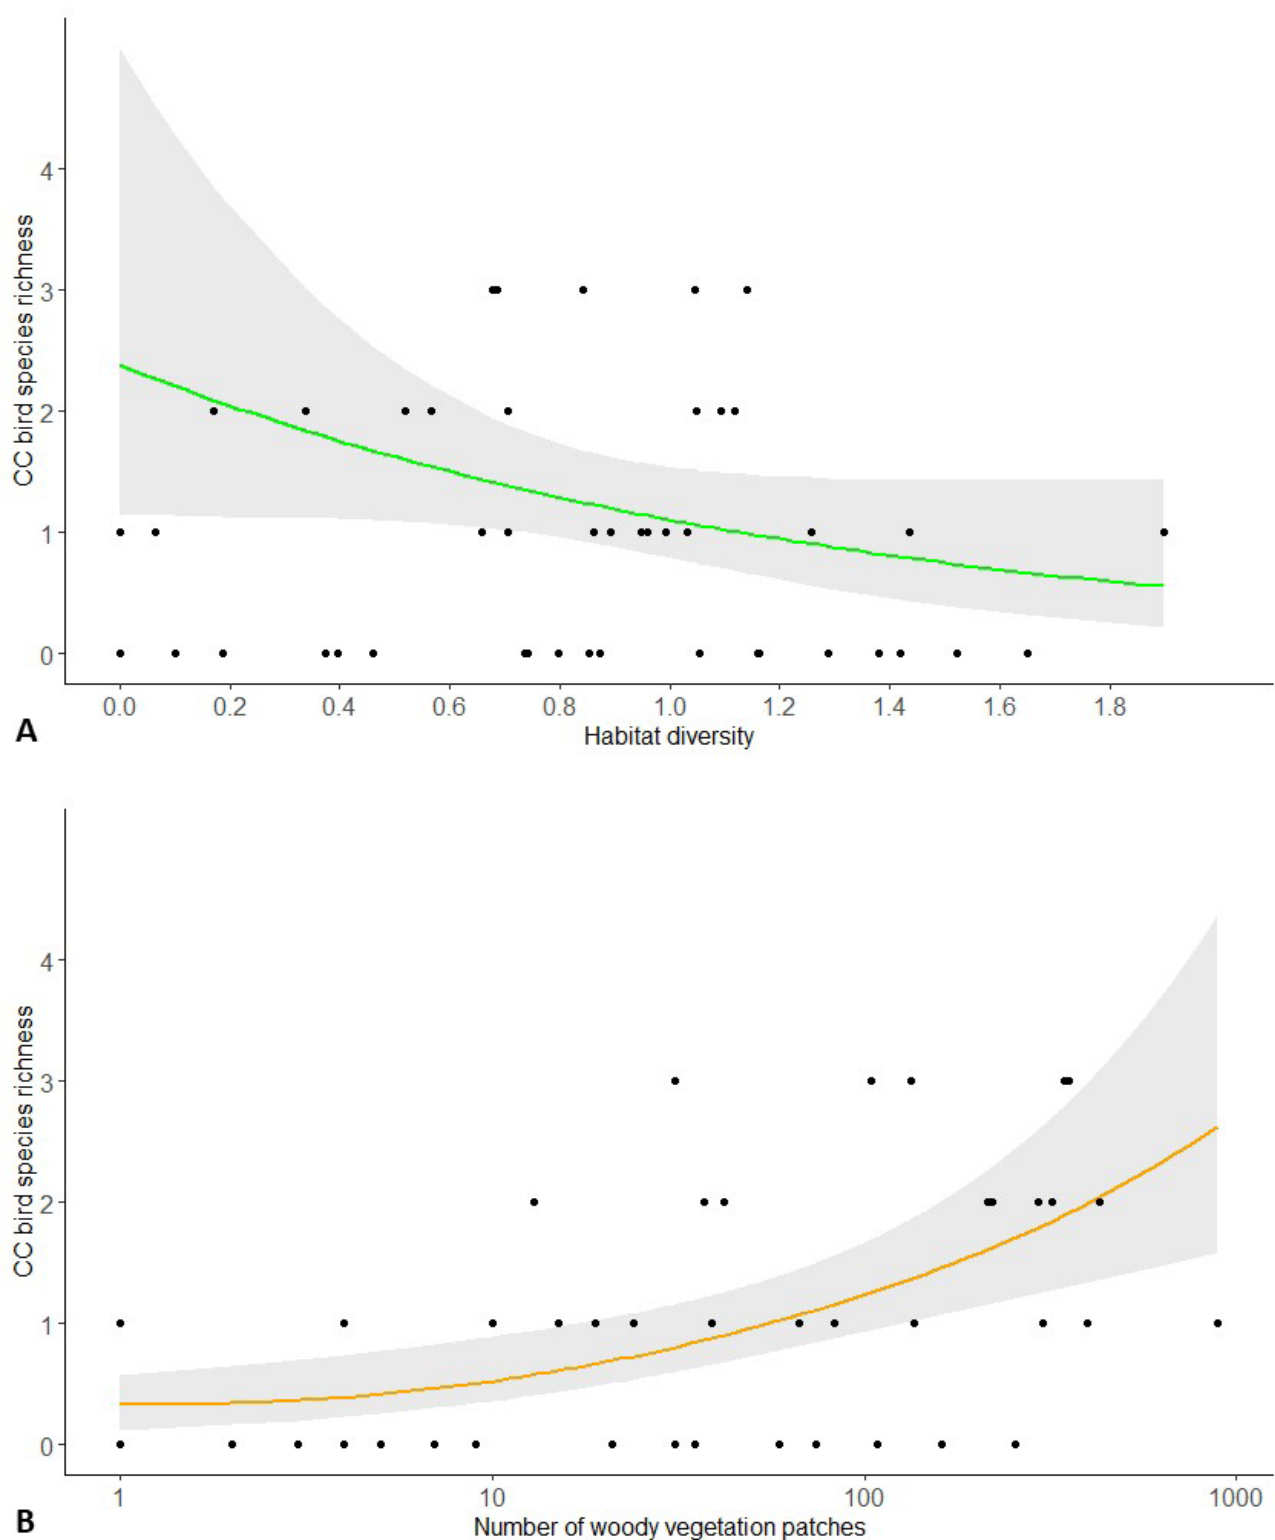 4
3
2
1
0
CC bird species richness
0.0 0.2 0.4 0.6 0.8 1.0 1.2 1.4 1.6 1.8
Habitat diversity
A
4
3
2
1
0
CC bird species richness
1 10 100 1000
Number of woody vegetation patches
B